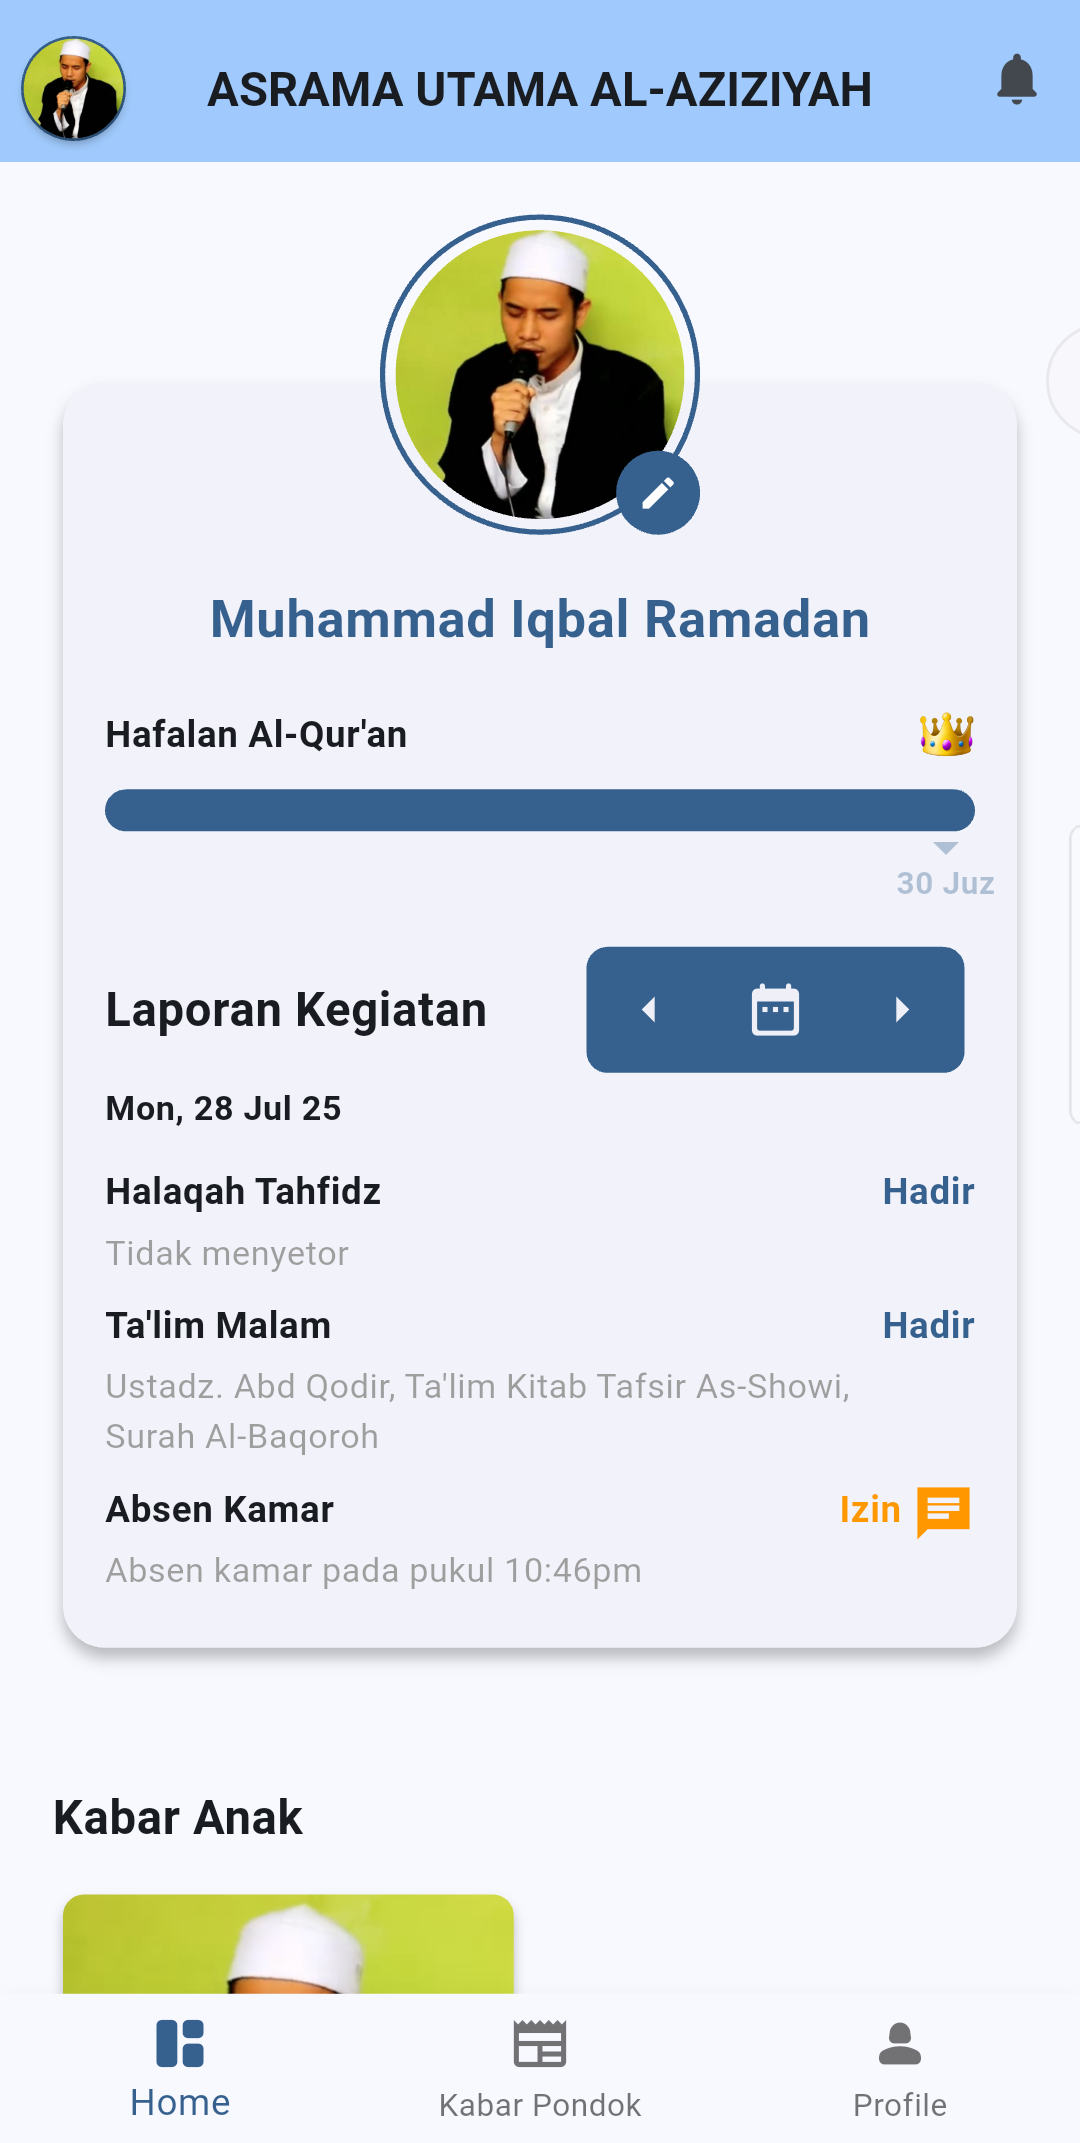 ASRAMA UTAMA AL-AZIZIYAH
Muhammad Iqbal Ramadan
Hafalan Al-Qur'an
30 Juz
Laporan Kegiatan
Mon, 28 Jul 25
Halaqah Tahfidz
Hadir
Tidak menyetor
Ta'lim Malam
Hadir
Ustadz. Abd Qodir, Ta'lim Kitab Tafsir As-Showi,
Surah Al-Baqoroh
Absen Kamar
Izin
Absen kamar pada pukul 10:46pm
Kabar Anak
Home
Kabar Pondok
Profile